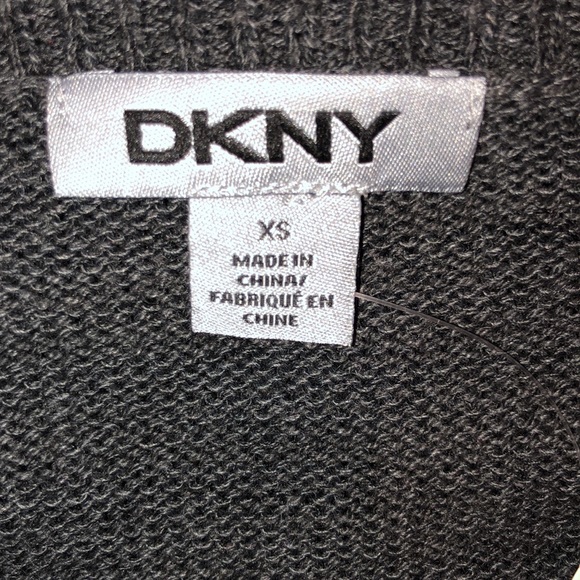 DKNY
XS
MADE IN
CHINA/
FABRIQUÉ EN
CHINE